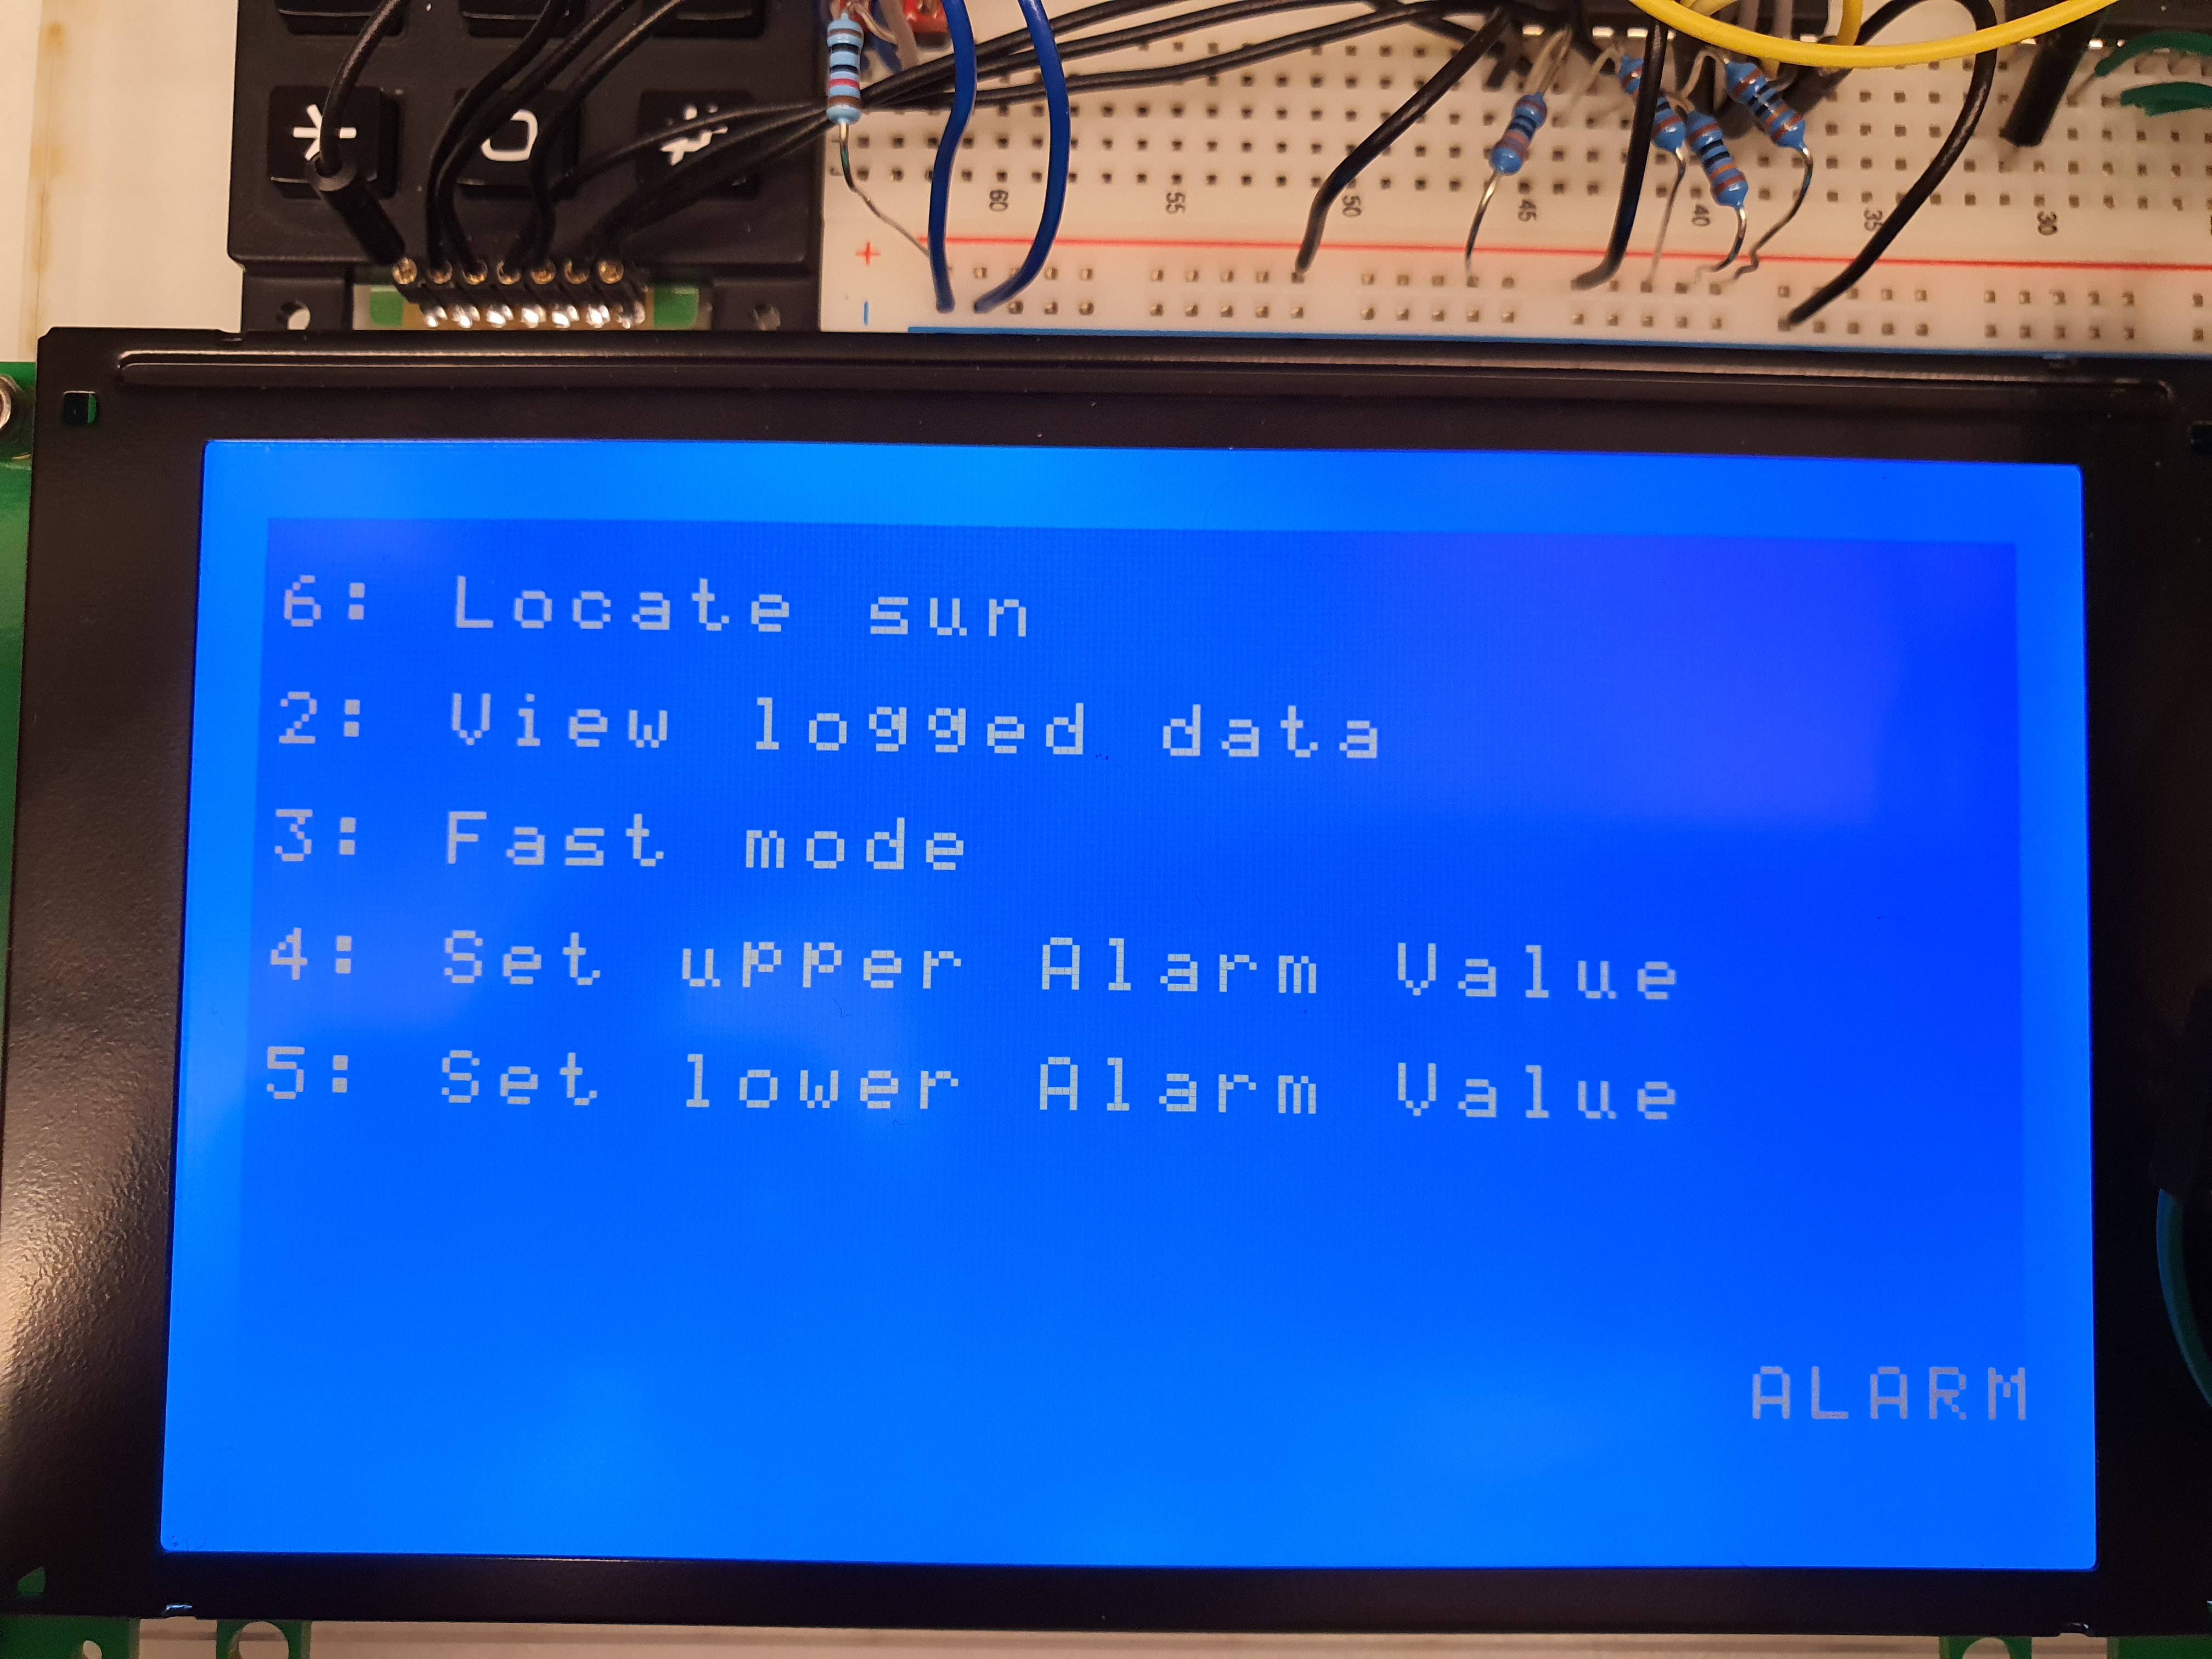 6: Locate sun
2: View logged data
3: Fast mode
4: Set upper Alarm Value
5: Set lower Alarm Value
ALARM
*
0
#
- +
60
55
50
45
40
35
30